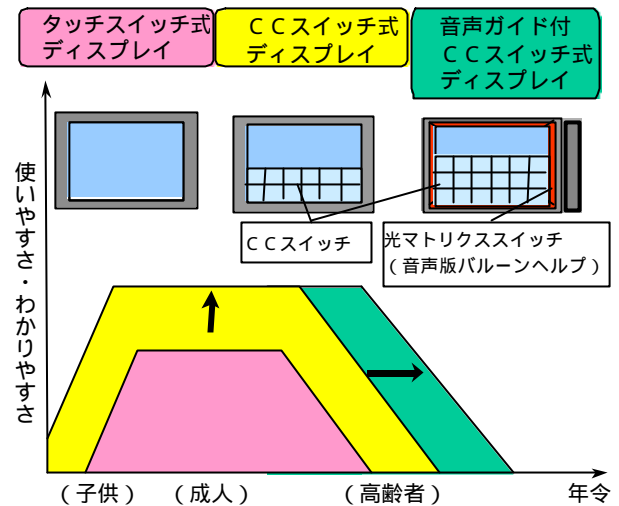 タッチスイッチ式
ディスプレイ
ＣＣスイッチ式
ディスプレイ
音声ガイド付
ＣＣスイッチ式
ディスプレイ
使いやすさ・わかりやすさ
ＣＣスイッチ
光マトリクススイッチ
（音声版バルーンヘルプ）
（子供）
（成人）
（高齢者）
年令